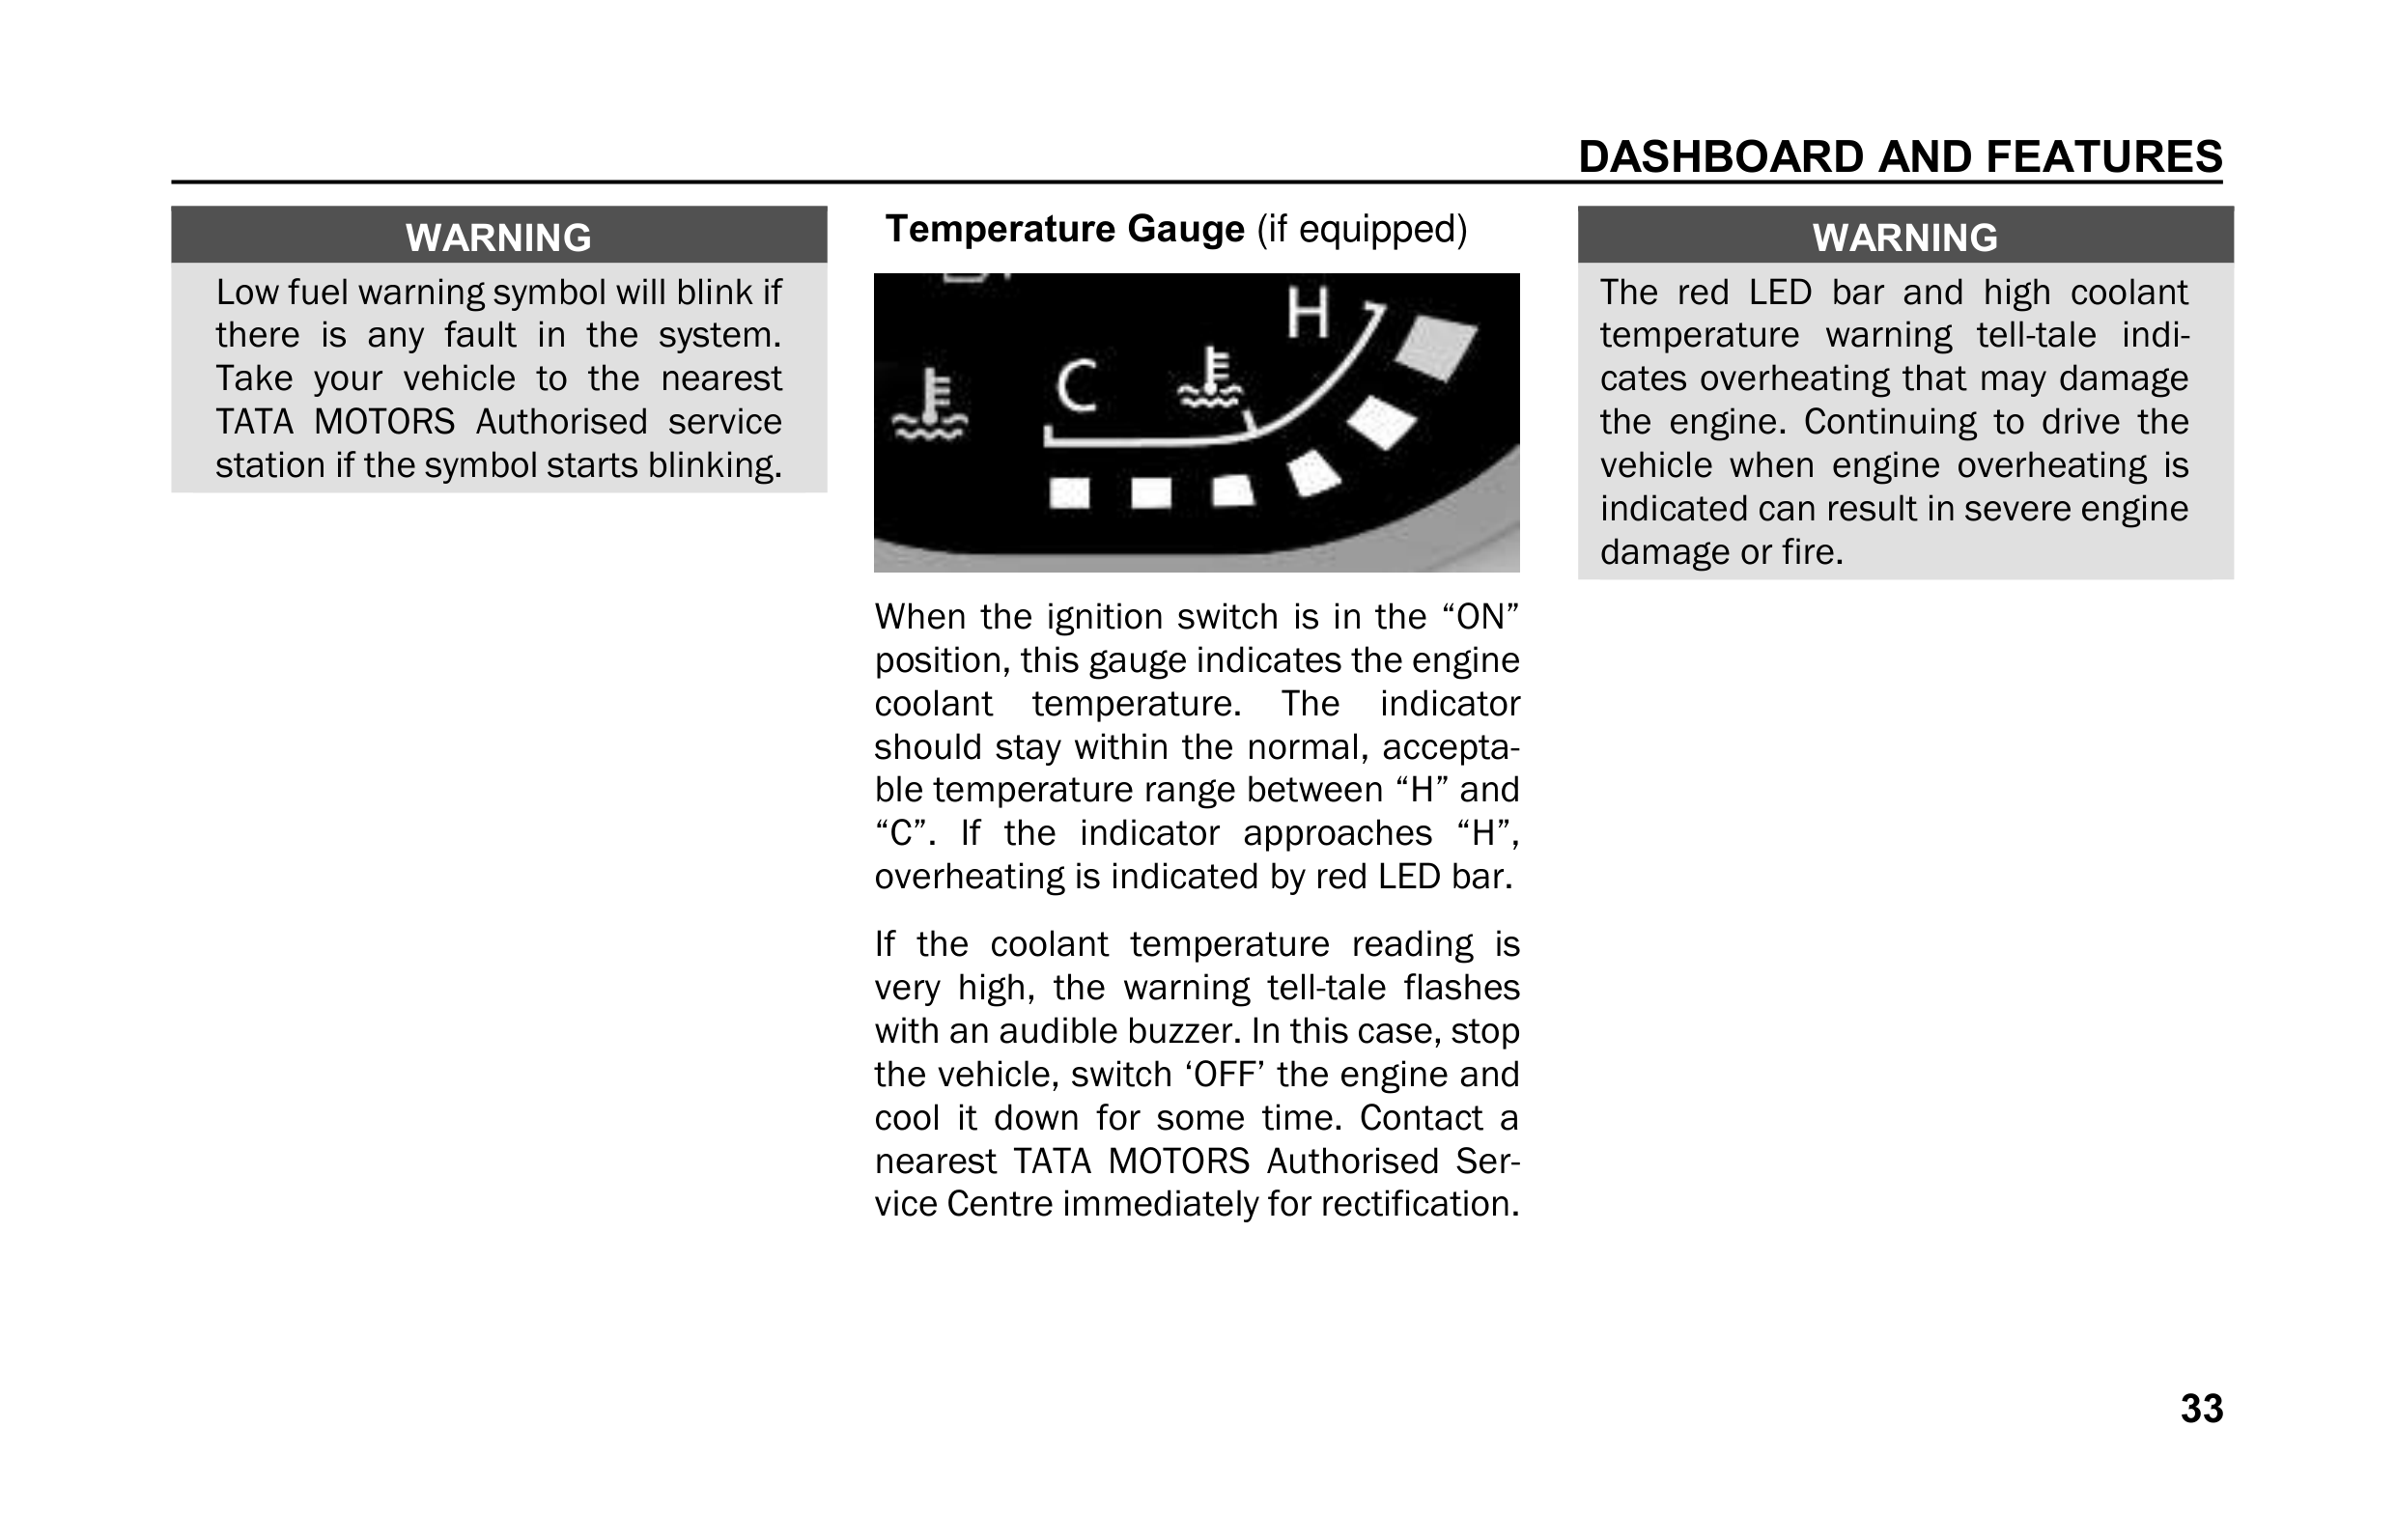 DASHBOARD AND FEATURES
WARNING
Low fuel warning symbol will blink if
there is any fault in the system.
Take your vehicle to the nearest
TATA MOTORS Authorised service
station if the symbol starts blinking.
Temperature Gauge (if equipped)
H
C
When the ignition switch is in the “ON”
position, this gauge indicates the engine
coolant temperature. The indicator
should stay within the normal, accepta-
ble temperature range between “H” and
“C”. If the indicator approaches “H”,
overheating is indicated by red LED bar.
If the coolant temperature reading is
very high, the warning tell-tale flashes
with an audible buzzer. In this case, stop
the vehicle, switch ‘OFF’ the engine and
cool it down for some time. Contact a
nearest TATA MOTORS Authorised Ser-
vice Centre immediately for rectification.
WARNING
The red LED bar and high coolant
temperature warning tell-tale indi-
cates overheating that may damage
the engine. Continuing to drive the
vehicle when engine overheating is
indicated can result in severe engine
damage or fire.
33